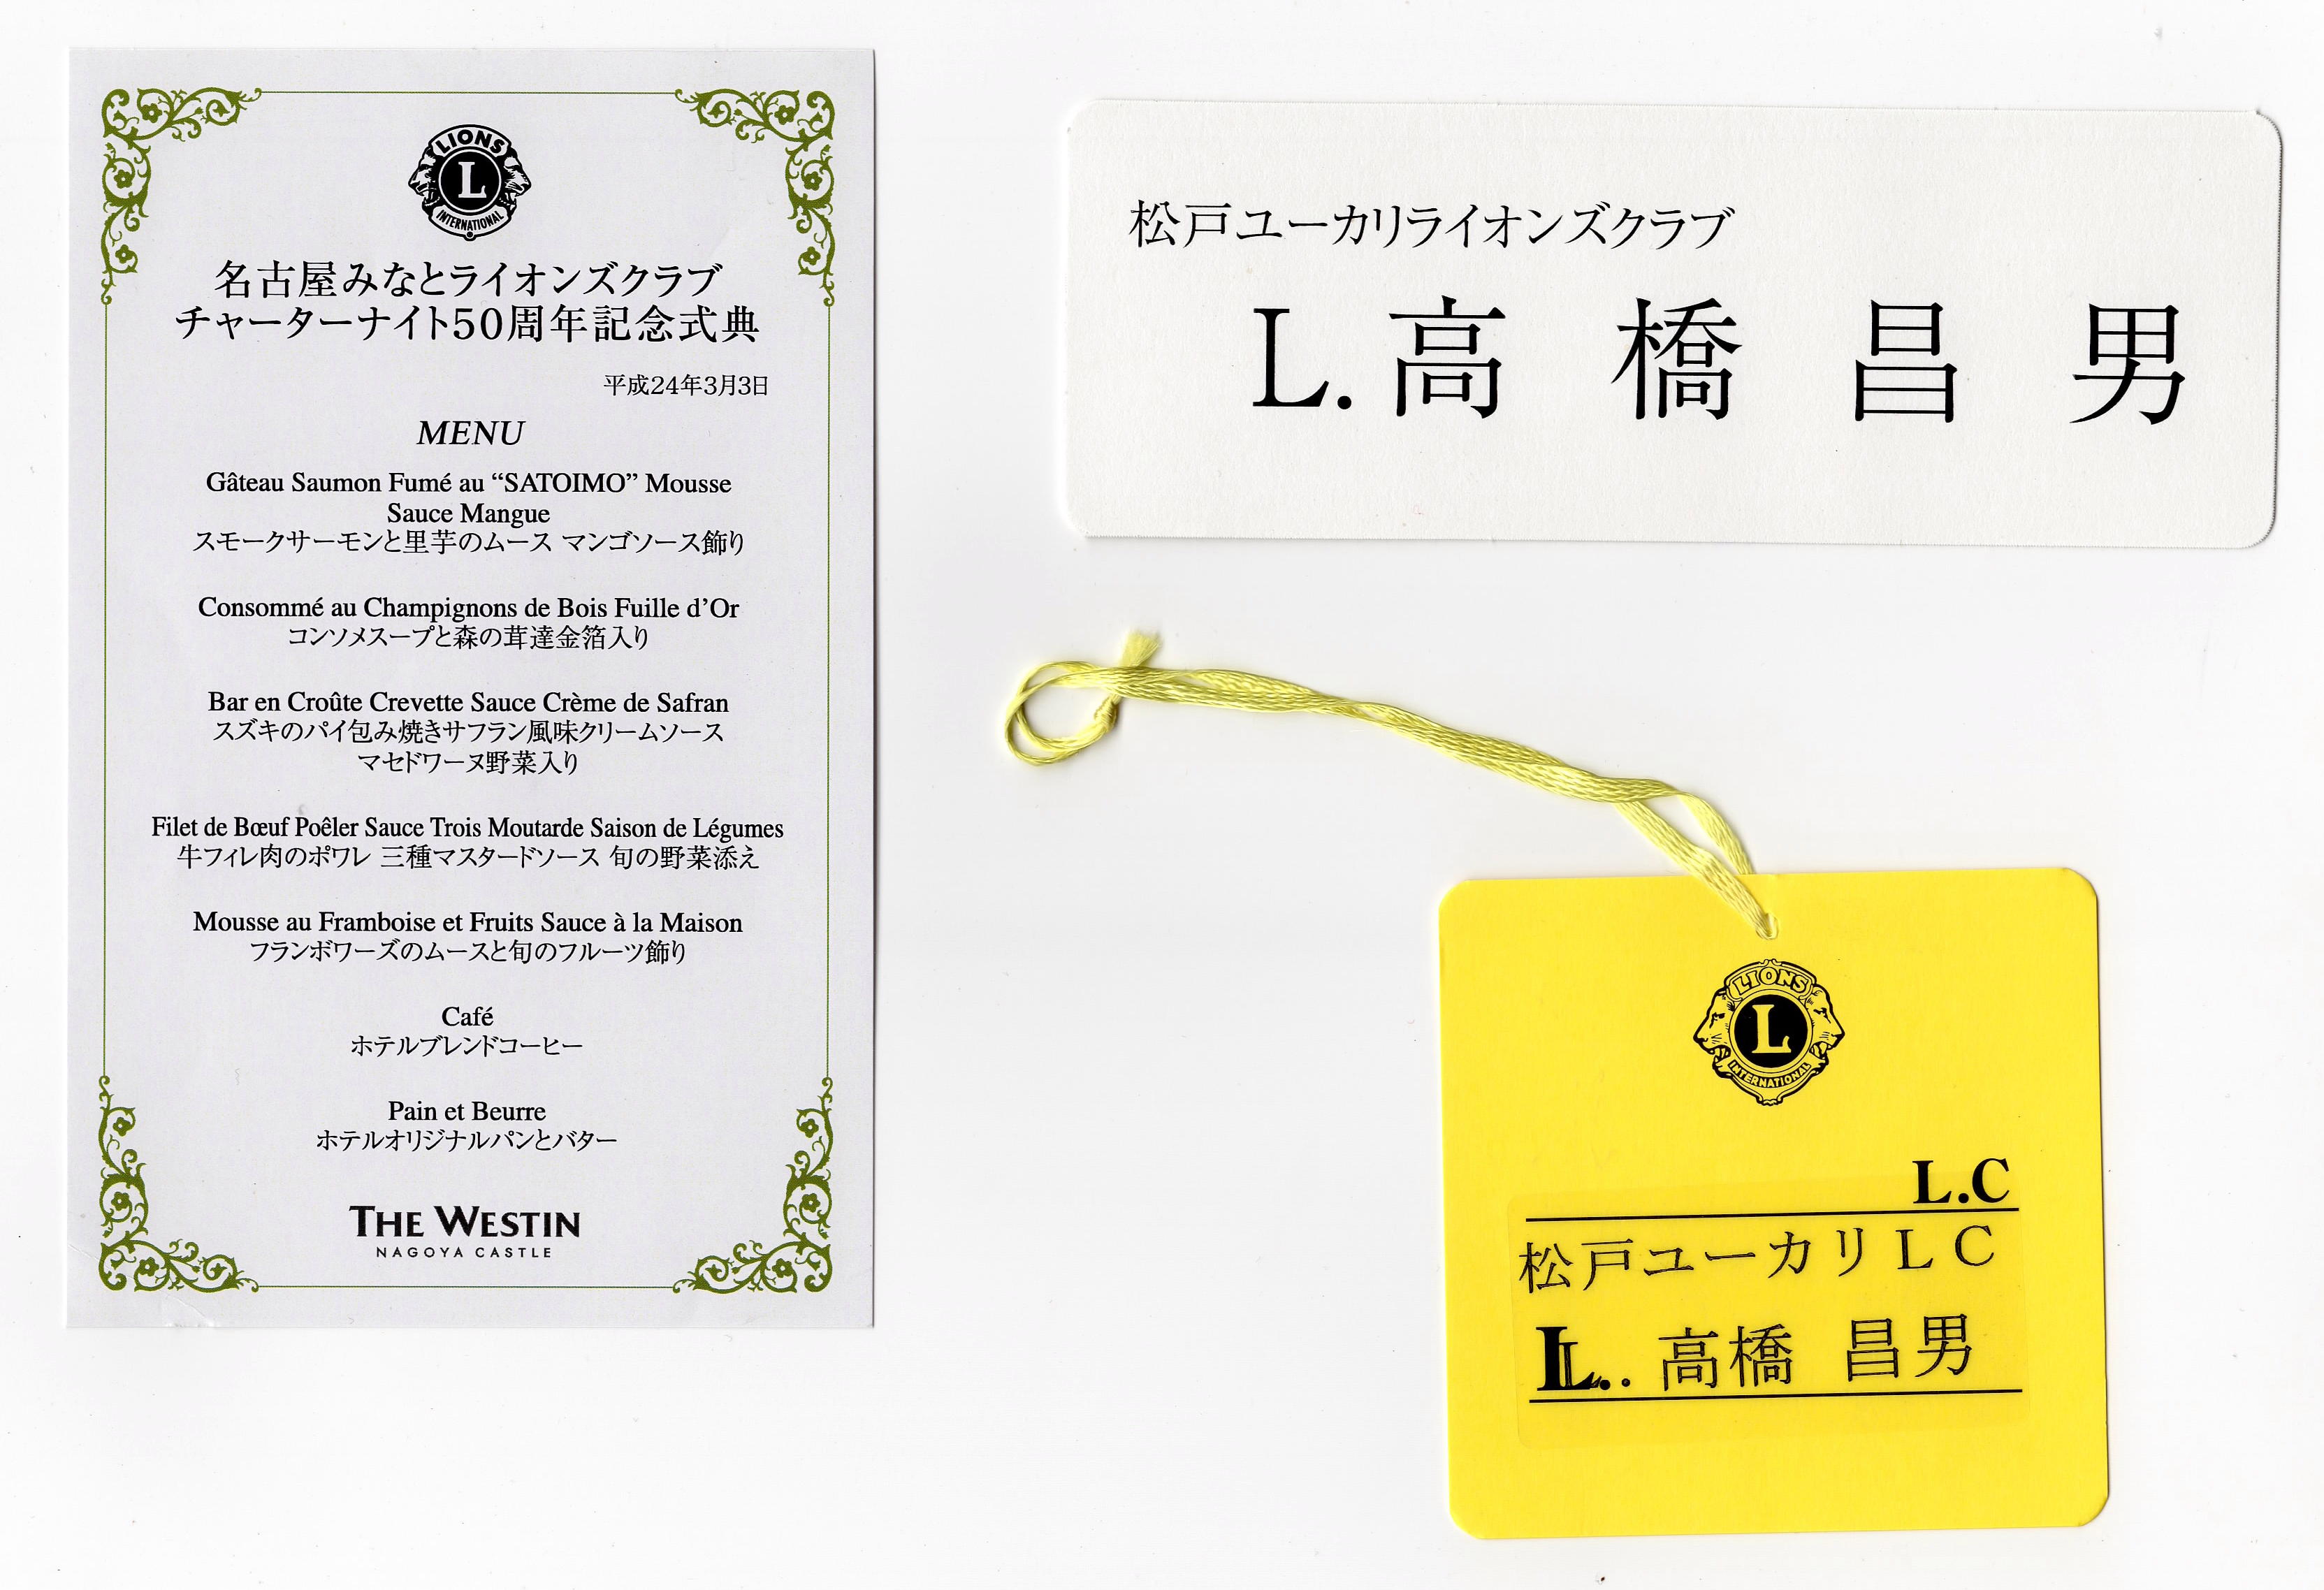 LIONS
L
INTERNATIONAL
名古屋みなとライオンズクラブ
チャーターナイト50周年記念式典
平成24年3月3日
MENU
Gâteau Saumon Fumé au “SATOIMO” Mousse
Sauce Mangue
スモークサーモンと里芋のムース マンゴソース飾り
Consommé au Champignons de Bois Fuille d’Or
コンソメスープと森の茸達金箔入り
Bar en Croûte Crevette Sauce Crème de Safran
スズキのパイ包み焼きサフラン風味クリームソース
マセドワーヌ野菜入り
Filet de Bœuf Poêler Sauce Trois Moutarde Saison de Légumes
牛フィレ肉のポワレ 三種マスタードソース 旬の野菜添え
Mousse au Framboise et Fruits Sauce à la Maison
フランボワーズのムースと旬のフルーツ飾り
Café
ホテルブレンドコーヒー
Pain et Beurre
ホテルオリジナルパンとバター
THE WESTIN
NAGOYA CASTLE
松戸ユーカリライオンズクラブ
L.高橋昌男
LIONS
L
INTERNATIONAL
L.C
松戸ユーカリLC
L. L. 高橋 昌男